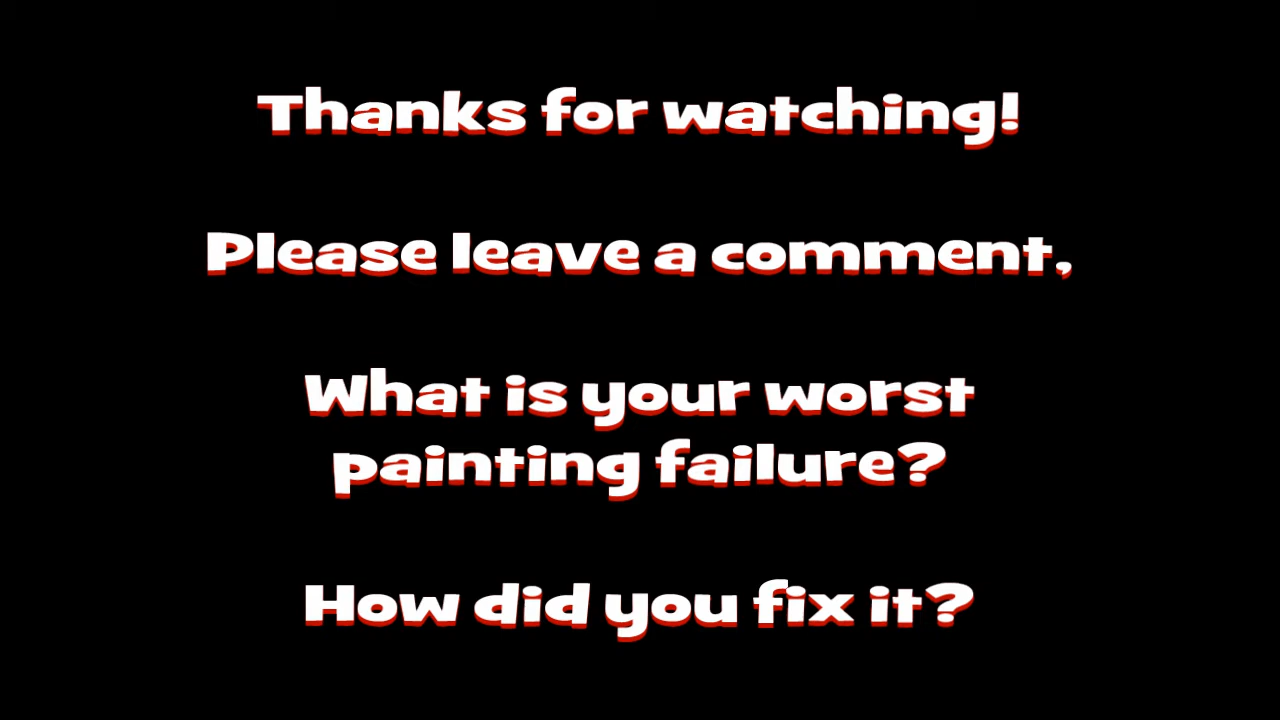 Thanks for watching!
Please leave a comment,
What is your worst
painting failure?
How did you fix it?